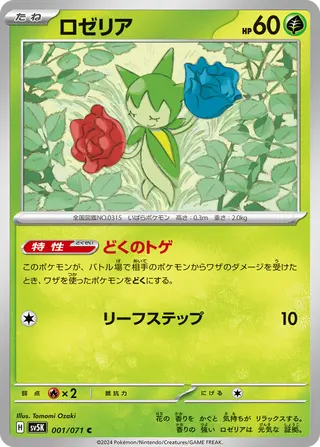 たね
ロゼリア
HP60
全国図鑑NO.0315 いばらポケモン 高さ：0.3m 重さ：2.0kg
特性 どくのトゲ
このポケモンが、バトル場で相手のポケモンからワザのダメージを受けたとき、ワザを使ったポケモンをどくにする。
リーフステップ 10
弱点 ×2 抵抗力 にげる
Illus. Tomomi Ozaki
H SV5K 001/071 C
花の 香りを かぐと リラックスする。
香りの 強い ロゼリアは 元気な 証拠。
©2024 Pokémon/Nintendo/Creatures/GAME FREAK.